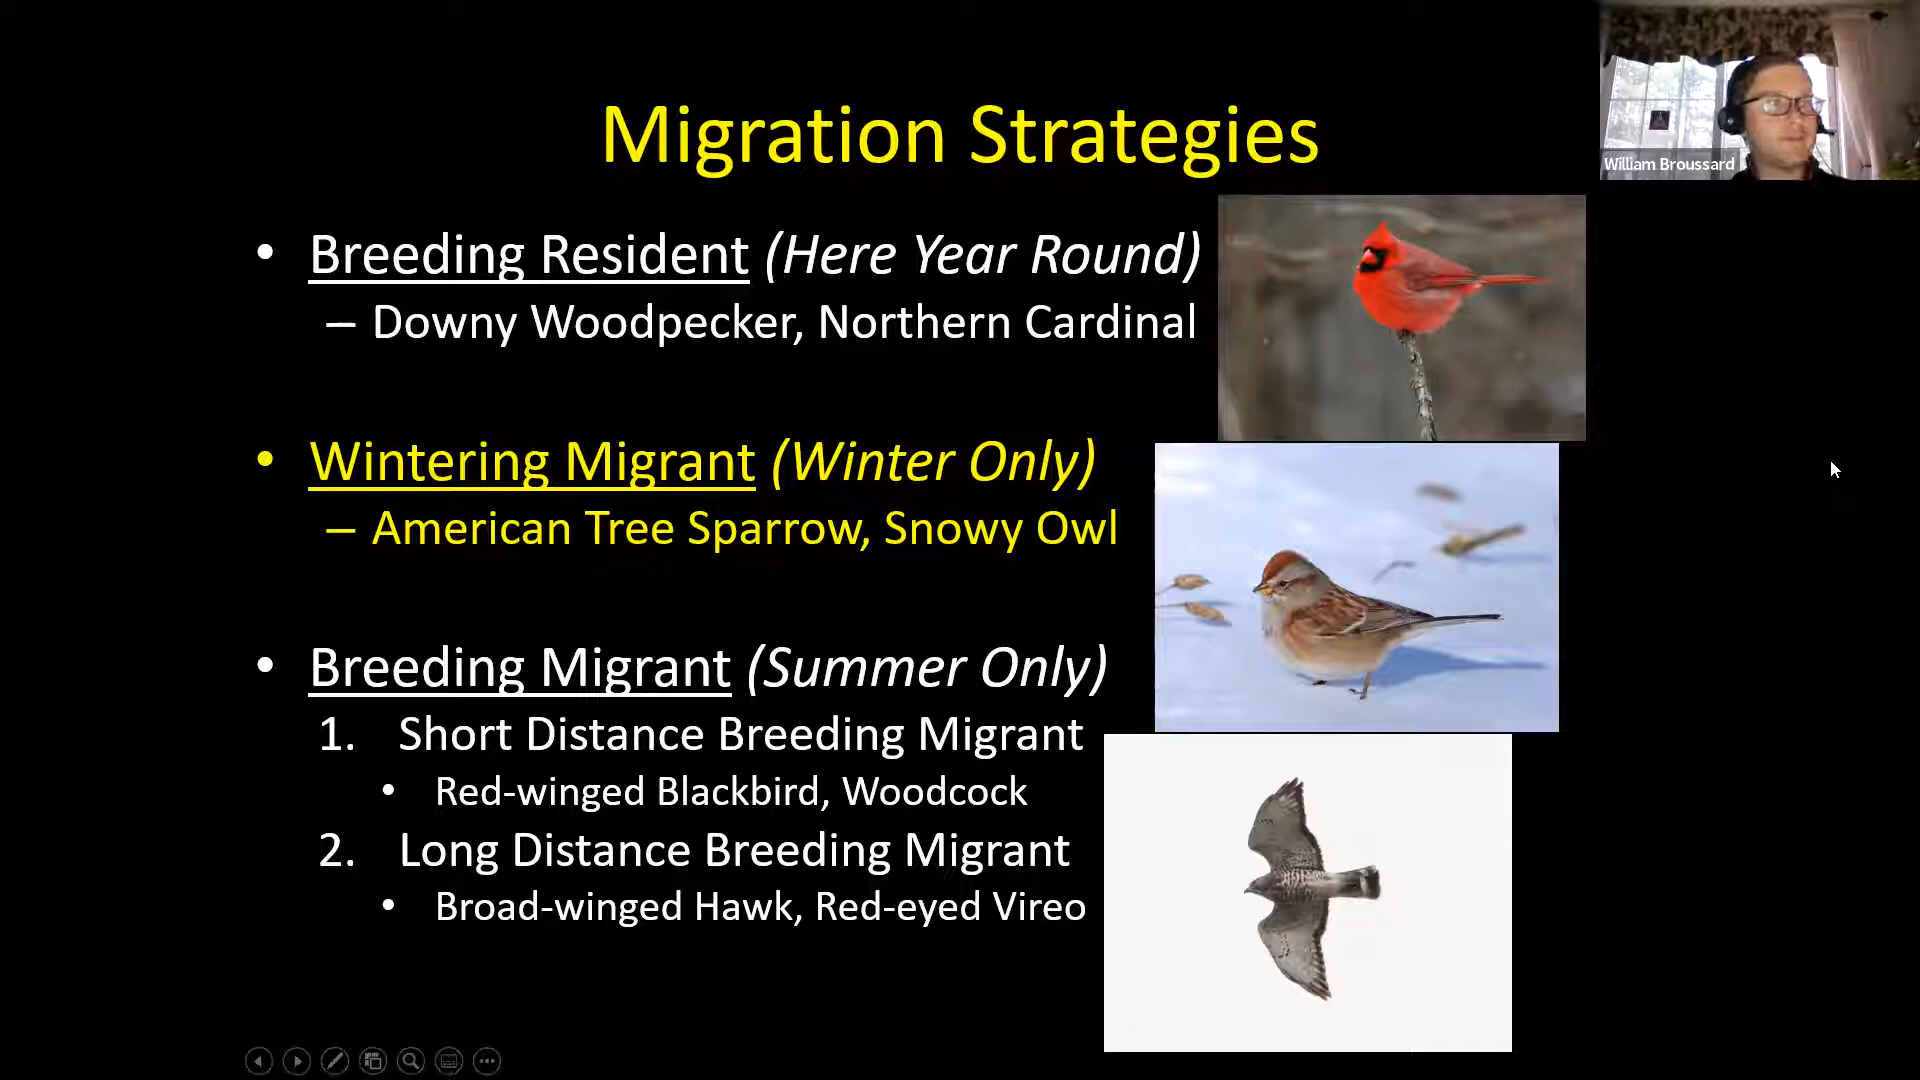 Migration Strategies
William Broussard
• Breeding Resident (Here Year Round)
– Downy Woodpecker, Northern Cardinal
• Wintering Migrant (Winter Only)
– American Tree Sparrow, Snowy Owl
• Breeding Migrant (Summer Only)
1. Short Distance Breeding Migrant
• Red-winged Blackbird, Woodcock
2. Long Distance Breeding Migrant
• Broad-winged Hawk, Red-eyed Vireo